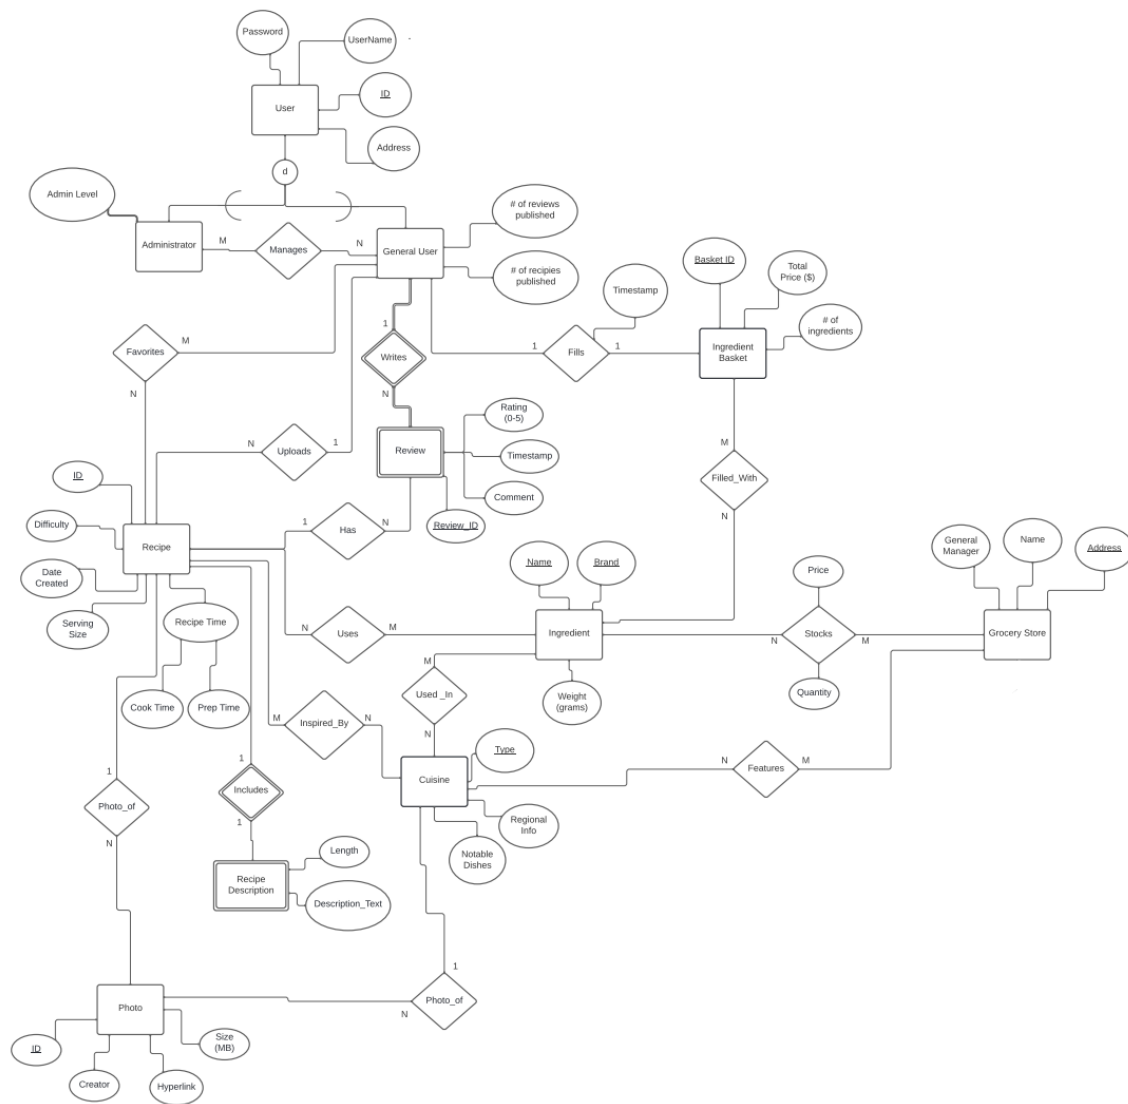 Password
UserName
User
ID
Address
d
Admin Level
Administrator
M
Manages
N
General User
# of reviews
published
# of recipies
published
Basket ID
Total
Price ($)
# of
ingredients
Timestamp
Favorites
M
N
1
Writes
N
1
Fills
1
Ingredient
Basket
N
Uploads
1
Review
Rating
(0-5)
Timestamp
Comment
Review_ID
M
Filled_With
N
ID
Difficulty
Recipe
Date
Created
Serving
Size
Recipe Time
Cook Time
Prep Time
1
Has
N
N
Uses
M
Name
Brand
Ingredient
Weight
(grams)
Price
N
Stocks
M
Quantity
General
Manager
Name
Address
Grocery Store
M
Used _In
N
M
Inspired_By
N
Cuisine
Type
Regional
Info
Notable
Dishes
N
Features
M
1
Photo_of
N
1
Includes
1
Recipe
Description
Length
Description_Text
1
Photo_of
N
Photo
ID
Creator
Hyperlink
Size
(MB)